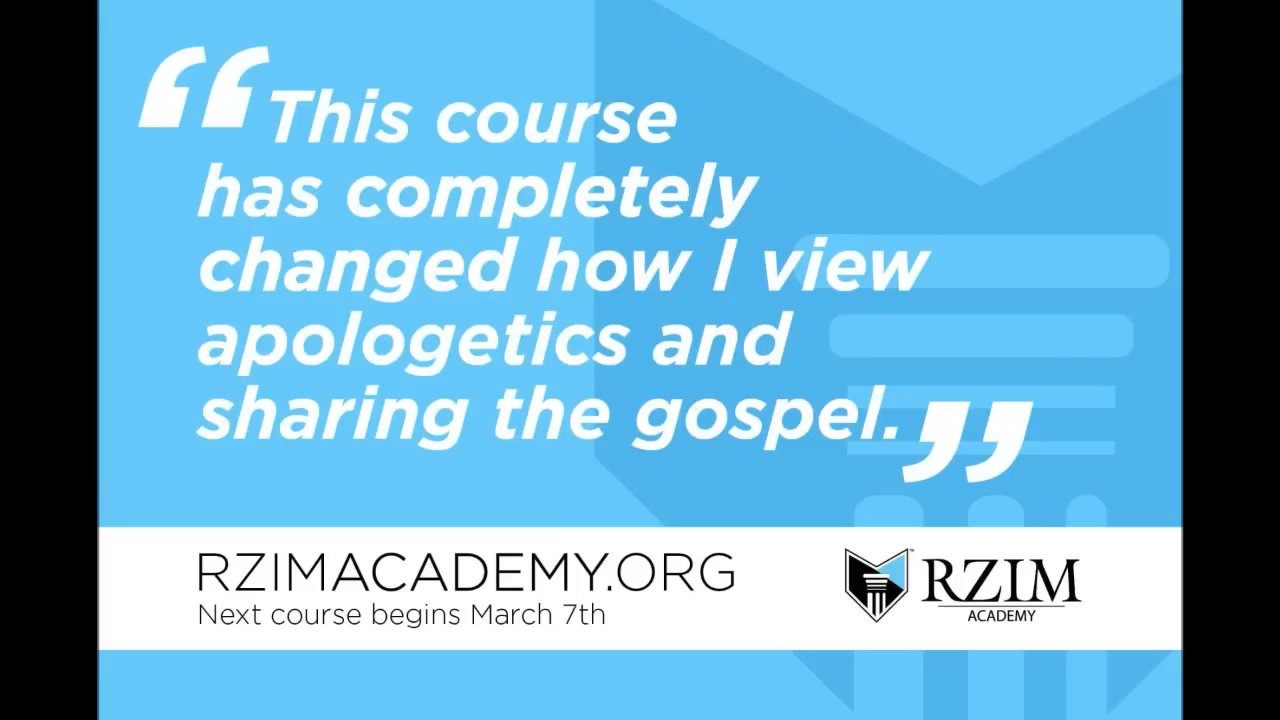 “This course
has completely
changed how I view
apologetics and
sharing the gospel.”
RZIMACADEMY.ORG
Next course begins March 7th
RZIM
ACADEMY